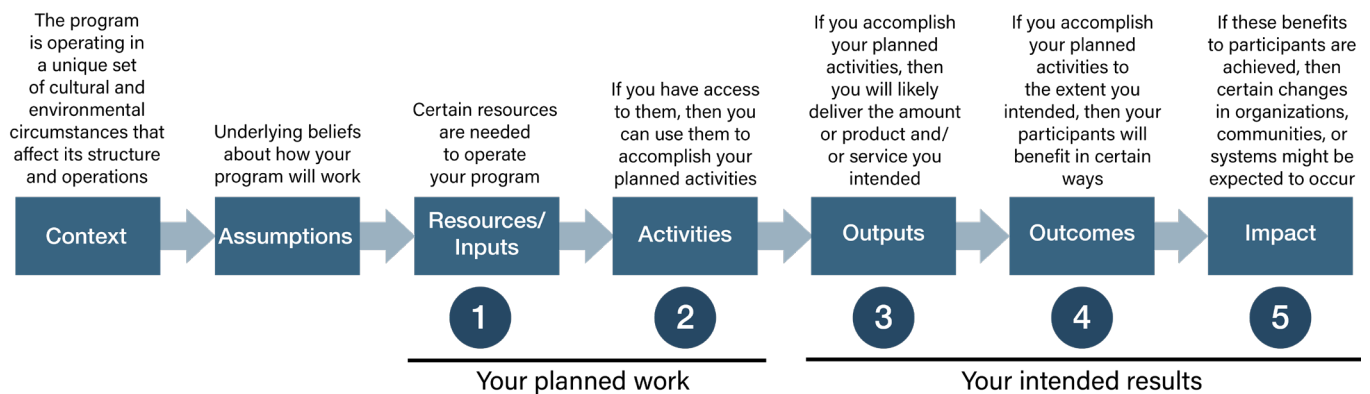 The program
is operating in
a unique set
of cultural and
environmental
circumstances that
affect its structure
and operations
Context
Underlying beliefs
about how your
program will work
Assumptions
Certain resources
are needed
to operate
your program
Resources/
Inputs
1
If you have access
to them, then you
can use them to
accomplish your
planned activities
Activities
2
Your planned work
If you accomplish
your planned
activities, then
you will likely
deliver the amount
or product and/
or service you
intended
Outputs
3
If you accomplish
your planned
activities to
the extent you
intended, then your
participants will
benefit in certain
ways
Outcomes
4
If these benefits
to participants are
achieved, then
certain changes
in organizations,
communities, or
systems might be
expected to occur
Impact
5
Your intended results